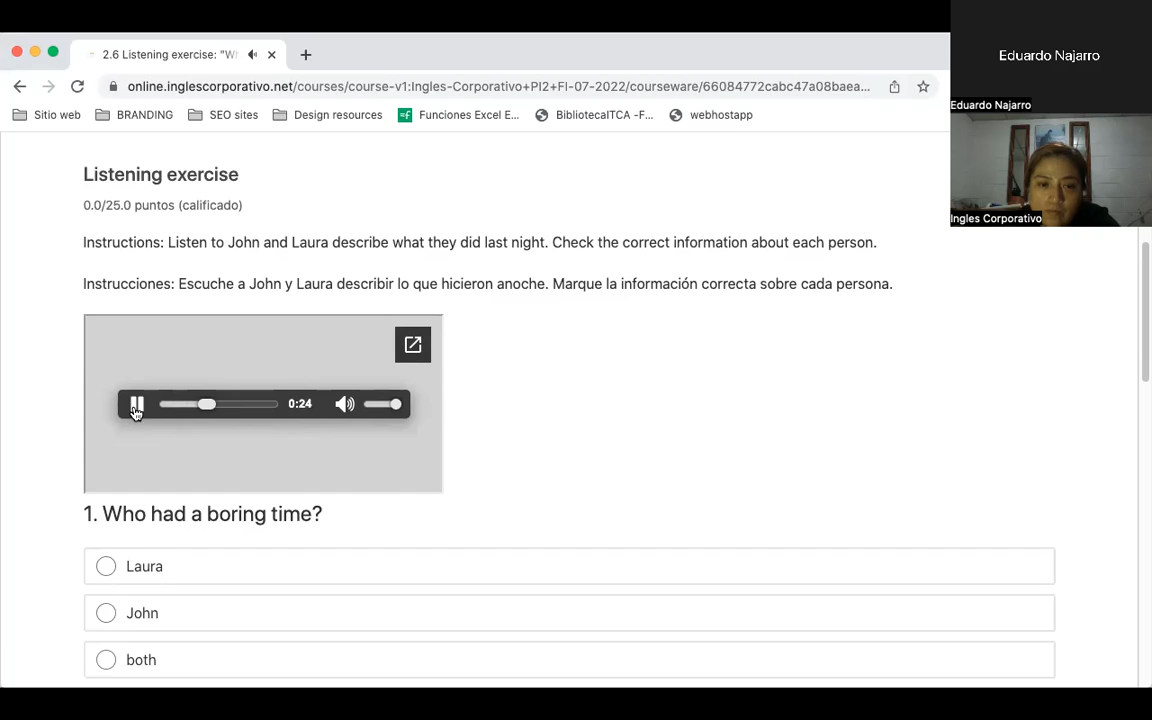 2.6 Listening exercise: "Wh
online.inglescorporativo.net/courses/course-v1:Ingles-Corporativo+PI2+FI-07-2022/courseware/66084772cabc47a08baea...
Sitio web
BRANDING
SEO sites
Design resources
Funciones Excel E...
BibliotecaITCA -F...
webhostapp
Eduardo Najarro
Eduardo Najarro
Ingles Corporativo
Listening exercise
0.0/25.0 puntos (calificado)
Instructions: Listen to John and Laura describe what they did last night. Check the correct information about each person.
Instrucciones: Escuche a John y Laura describir lo que hicieron anoche. Marque la información correcta sobre cada persona.
0:24
1. Who had a boring time?
Laura
John
both